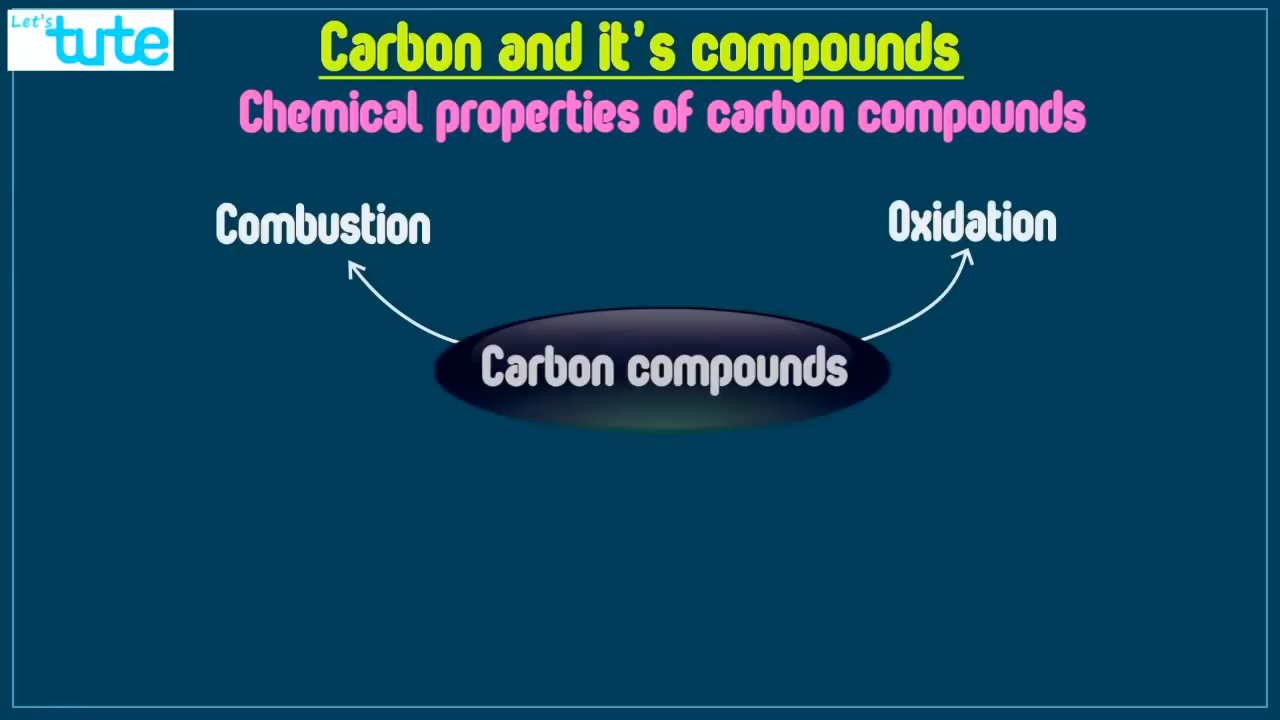 Let's
tute
Carbon and it's compounds
Chemical properties of carbon compounds
Combustion
Oxidation
Carbon compounds